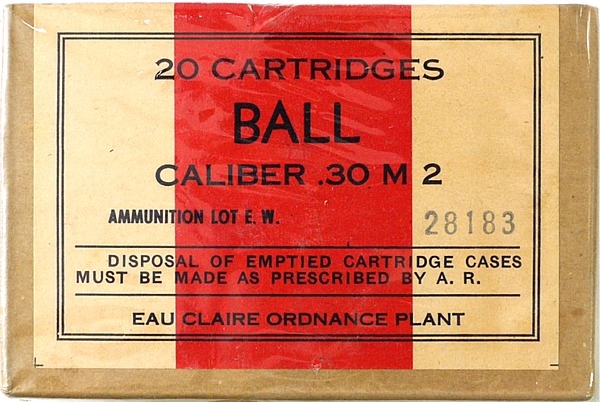 20 CARTRIDGES
BALL
CALIBER .30 M 2
AMMUNITION LOT E. W. 28183
DISPOSAL OF EMPTIED CARTRIDGE CASES
MUST BE MADE AS PRESCRIBED BY A. R.
EAU CLAIRE ORDNANCE PLANT